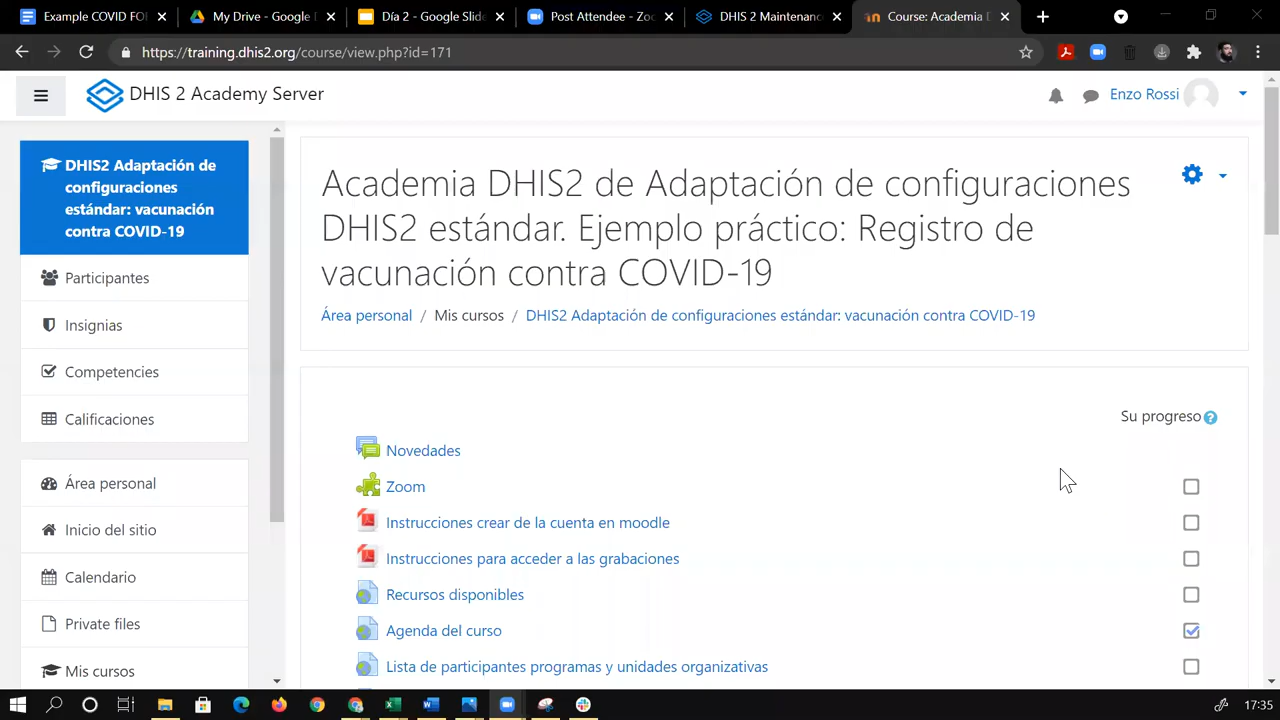 Example COVID FO
My Drive - Google D
Día 2 - Google Slide
Post Attendee - Zoo
DHIS 2 Maintenanc
Course: Academia D
https://training.dhis2.org/course/view.php?id=171
DHIS 2 Academy Server
Enzo Rossi
DHIS2 Adaptación de
configuraciones
estándar: vacunación
contra COVID-19
Participantes
Insignias
Competencies
Calificaciones
Área personal
Inicio del sitio
Calendario
Private files
Mis cursos
Academia DHIS2 de Adaptación de configuraciones
DHIS2 estándar. Ejemplo práctico: Registro de
vacunación contra COVID-19
Área personal / Mis cursos / DHIS2 Adaptación de configuraciones estándar: vacunación contra COVID-19
Su progreso
Novedades
Zoom
Instrucciones crear de la cuenta en moodle
Instrucciones para acceder a las grabaciones
Recursos disponibles
Agenda del curso
Lista de participantes programas y unidades organizativas
17:35